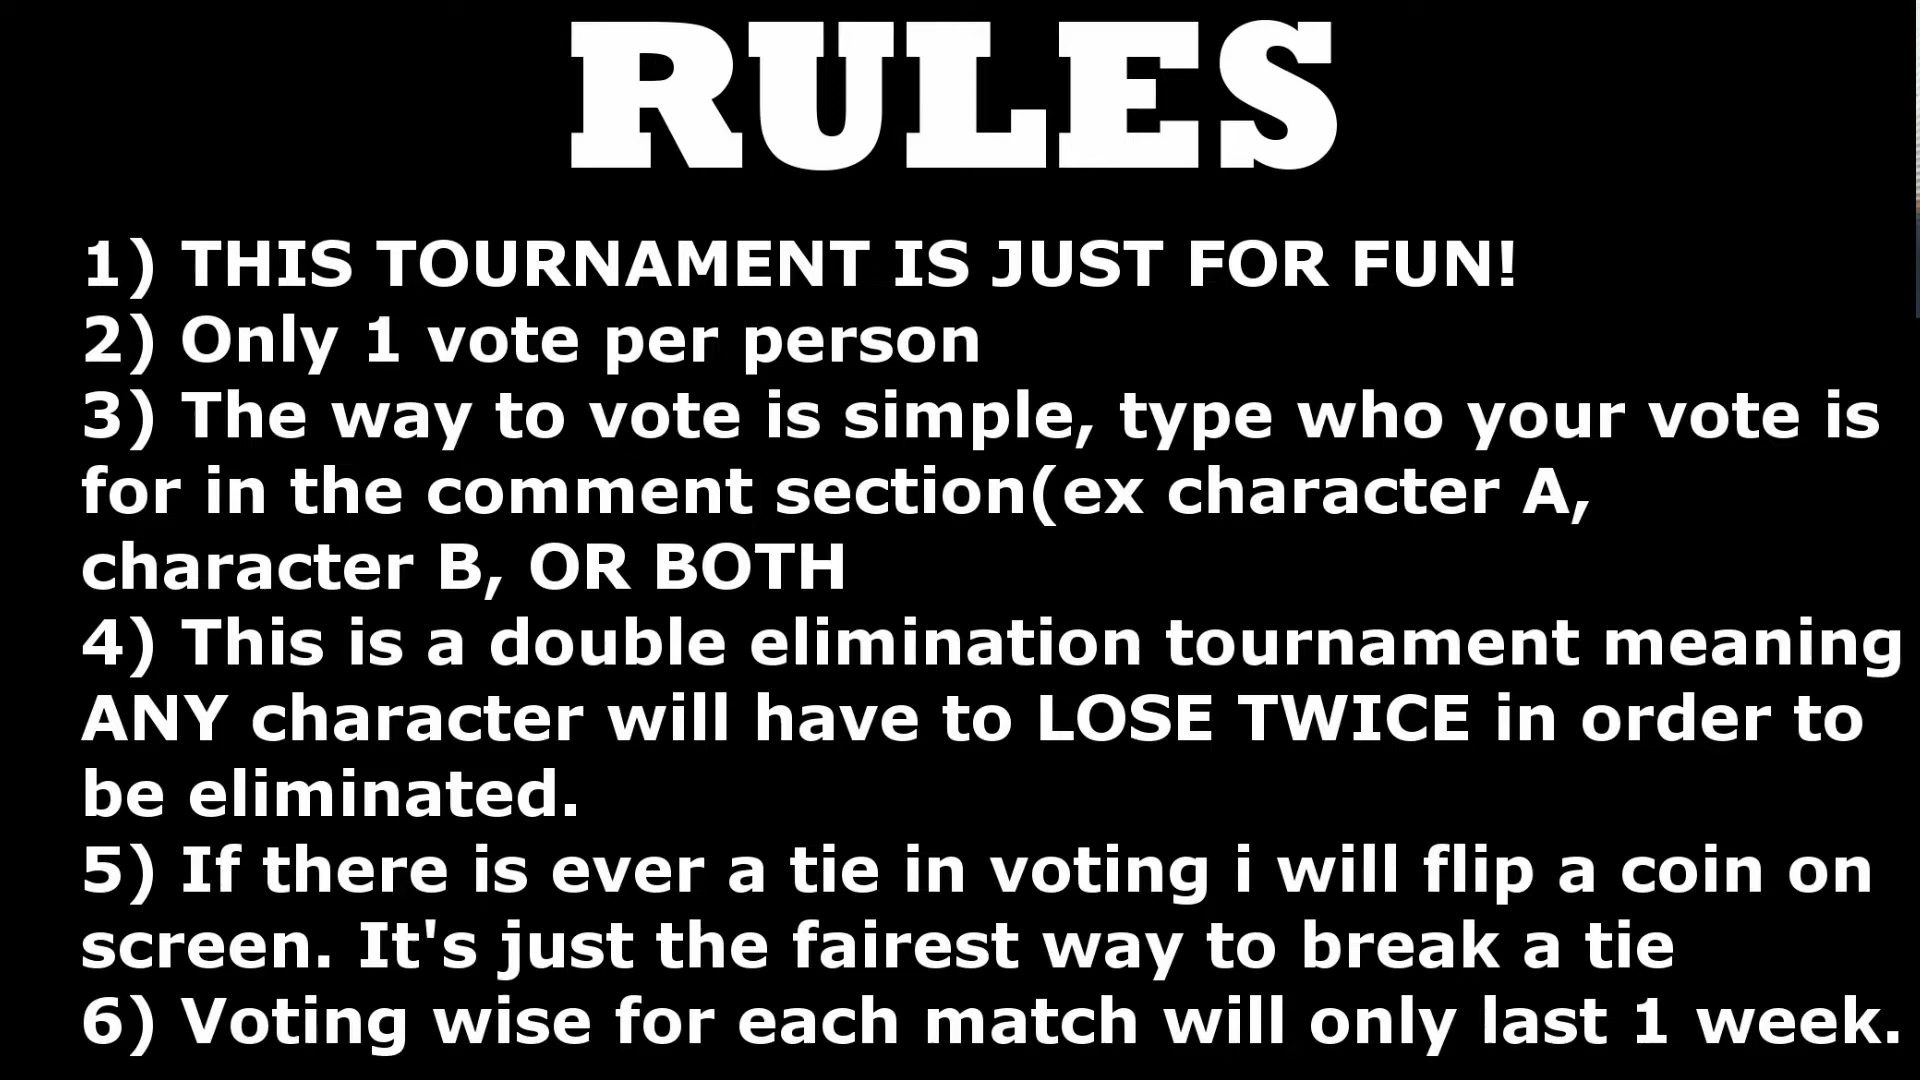 RULES
1) THIS TOURNAMENT IS JUST FOR FUN!
2) Only 1 vote per person
3) The way to vote is simple, type who your vote is
for in the comment section(ex character A,
character B, OR BOTH
4) This is a double elimination tournament meaning
ANY character will have to LOSE TWICE in order to
be eliminated.
5) If there is ever a tie in voting i will flip a coin on
screen. It's just the fairest way to break a tie
6) Voting wise for each match will only last 1 week.